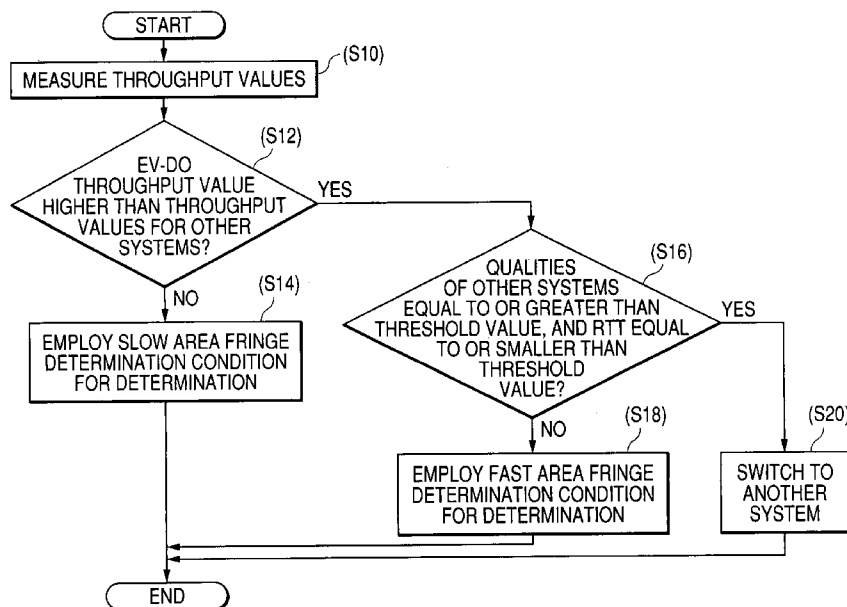 START
(S10)
MEASURE THROUGHPUT VALUES
(S12)
EV-DO
THROUGHPUT VALUE
HIGHER THAN THROUGHPUT
VALUES FOR OTHER
SYSTEMS?
YES
NO
(S14)
EMPLOY SLOW AREA FRINGE
DETERMINATION CONDITION
FOR DETERMINATION
(S16)
QUALITIES
OF OTHER SYSTEMS
EQUAL TO OR GREATER THAN
THRESHOLD VALUE, AND RTT EQUAL
TO OR SMALLER THAN
THRESHOLD
VALUE?
YES
NO
(S18)
EMPLOY FAST AREA FRINGE
DETERMINATION CONDITION
FOR DETERMINATION
(S20)
SWITCH TO
ANOTHER
SYSTEM
END